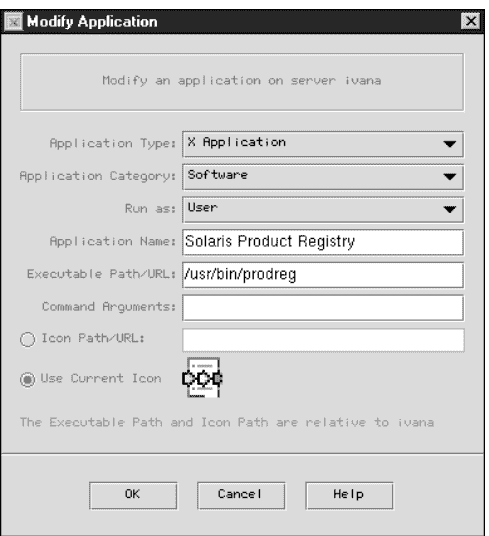 Modify Application
Modify an application on server ivana
Application Type: X Application
Application Category: Software
Run as: User
Application Name: Solaris Product Registry
Executable Path/URL: /usr/bin/prodreg
Command Arguments:
Icon Path/URL:
Use Current Icon
The Executable Path and Icon Path are relative to ivana
OK Cancel Help